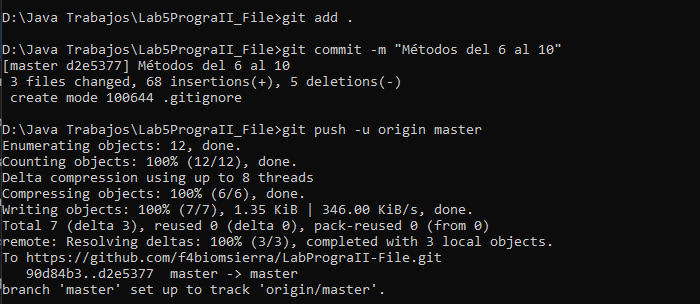 D:\Java Trabajos\Lab5PrograII_File>git add .
D:\Java Trabajos\Lab5PrograII_File>git commit -m "Métodos del 6 al 10"
[master d2e5377] Métodos del 6 al 10
 3 files changed, 68 insertions(+), 5 deletions(-)
 create mode 100644 .gitignore
D:\Java Trabajos\Lab5PrograII_File>git push -u origin master
Enumerating objects: 12, done.
Counting objects: 100% (12/12), done.
Delta compression using up to 8 threads
Compressing objects: 100% (6/6), done.
Writing objects: 100% (7/7), 1.35 KiB | 346.00 KiB/s, done.
Total 7 (delta 3), reused 0 (delta 0), pack-reused 0 (from 0)
remote: Resolving deltas: 100% (3/3), completed with 3 local objects.
To https://github.com/f4biomsierra/LabPrograII-File.git
   90d84b3..d2e5377  master -> master
branch 'master' set up to track 'origin/master'.